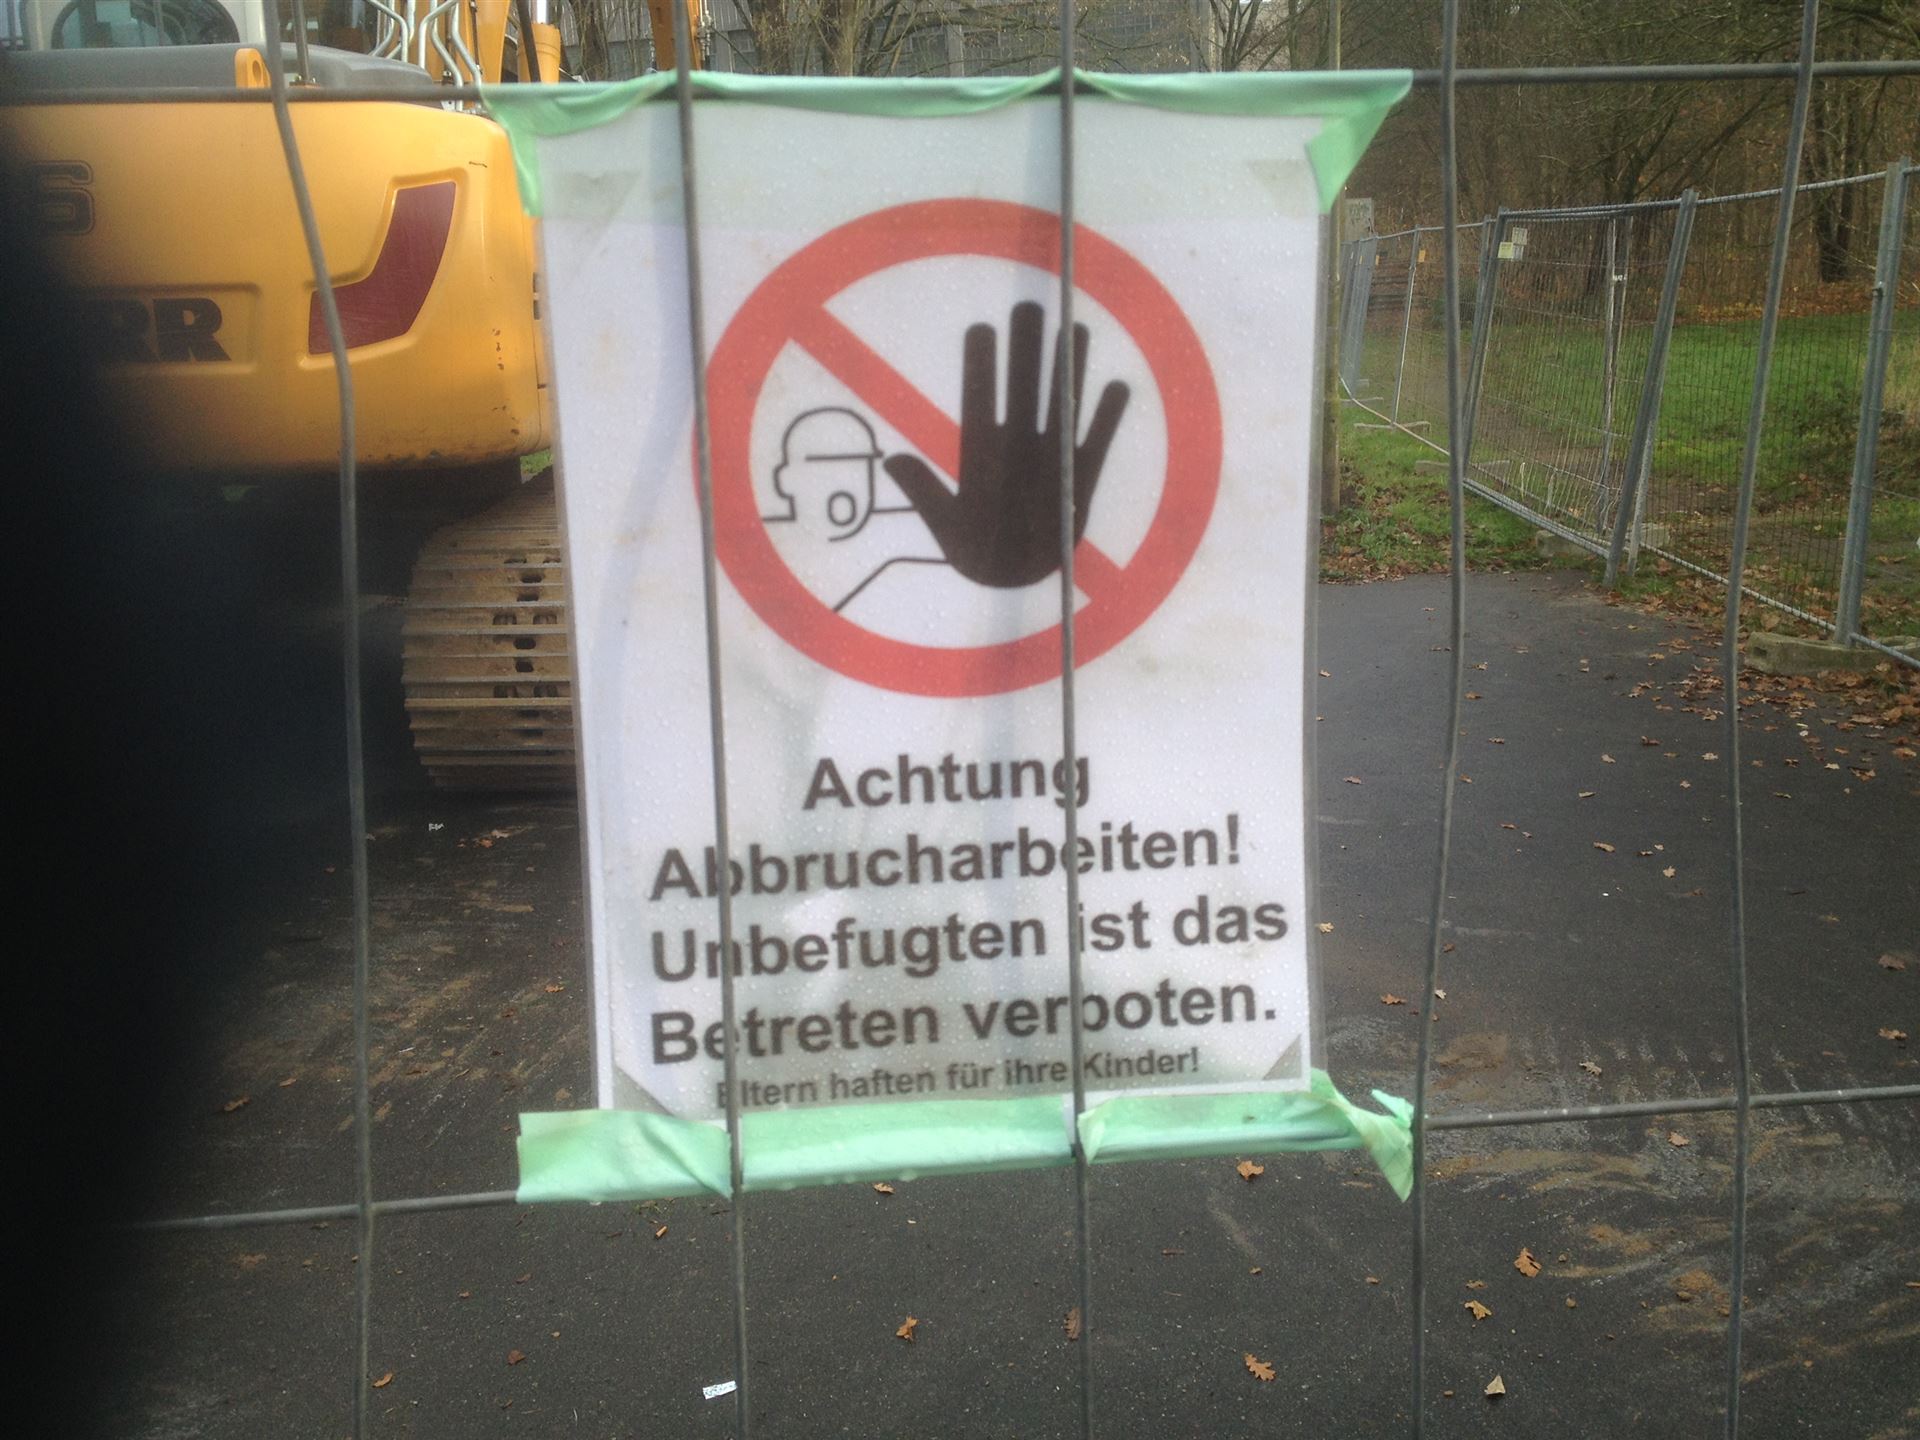 Achtung
Abbrucharbeiten!
Unbefugten ist das
Betreten verboten.
Eltern haften für ihre Kinder!